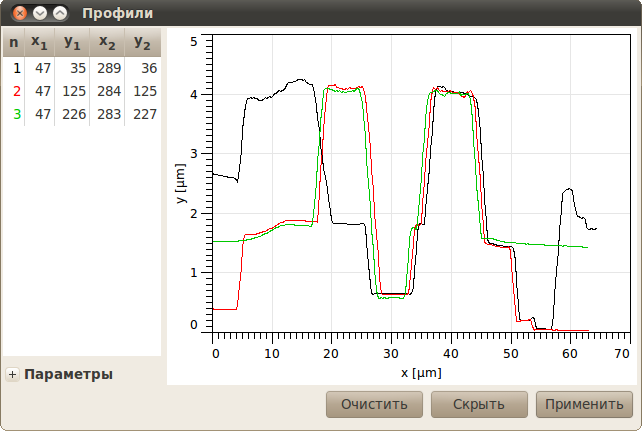 Профили
n x₁ y₁ x₂ y₂
1 47 35 289 36
2 47 125 284 125
3 47 226 283 227
Параметры
5
4
3
2
1
0
y [µm]
0 10 20 30 40 50 60 70
x [µm]
Очистить Скрыть Применить